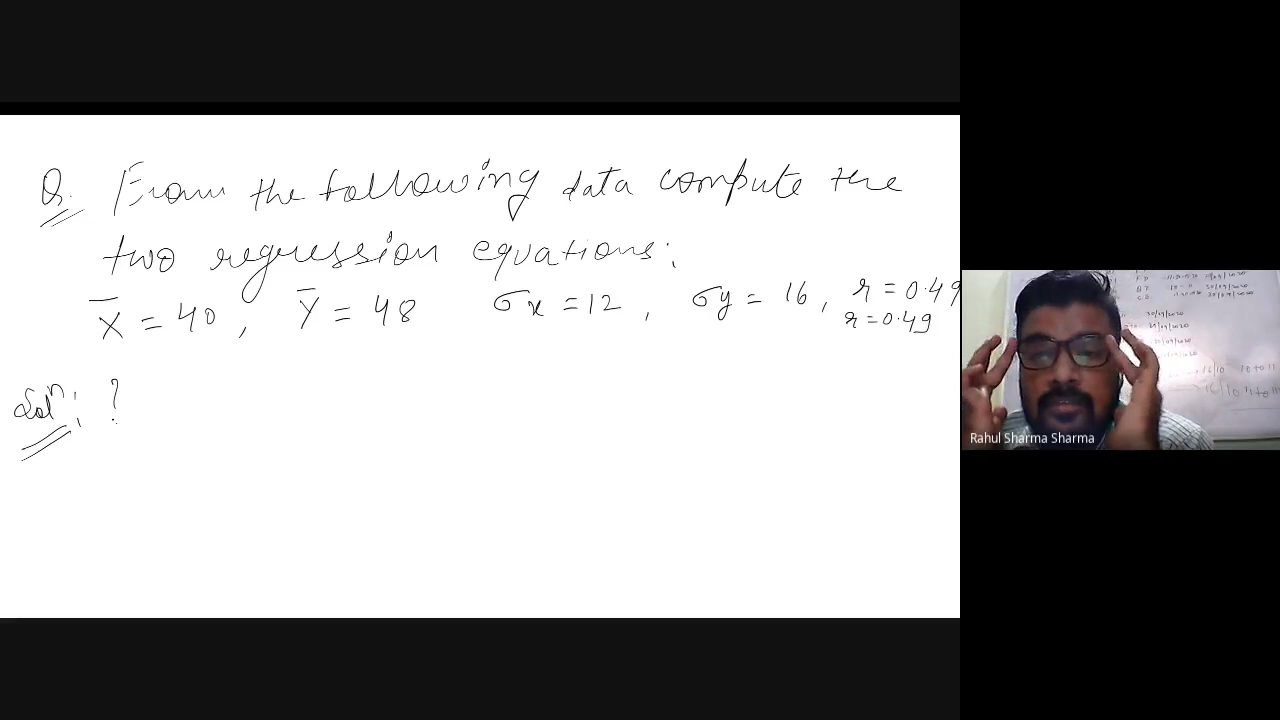 Q. From the following data compute the
two regression equations:
X̅ = 40, Y̅ = 48 σx = 12, σy = 16, r = 0.49
r = 0.49
Solⁿ: ?
Rahul Sharma Sharma